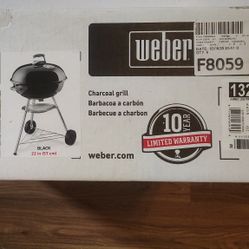 weber
F8059
132
Charcoal grill
Barbacoa a carbón
Barbecue a charbon
10
YEAR
LIMITED WARRANTY
BLACK
22 in (57 cm)
weber.com